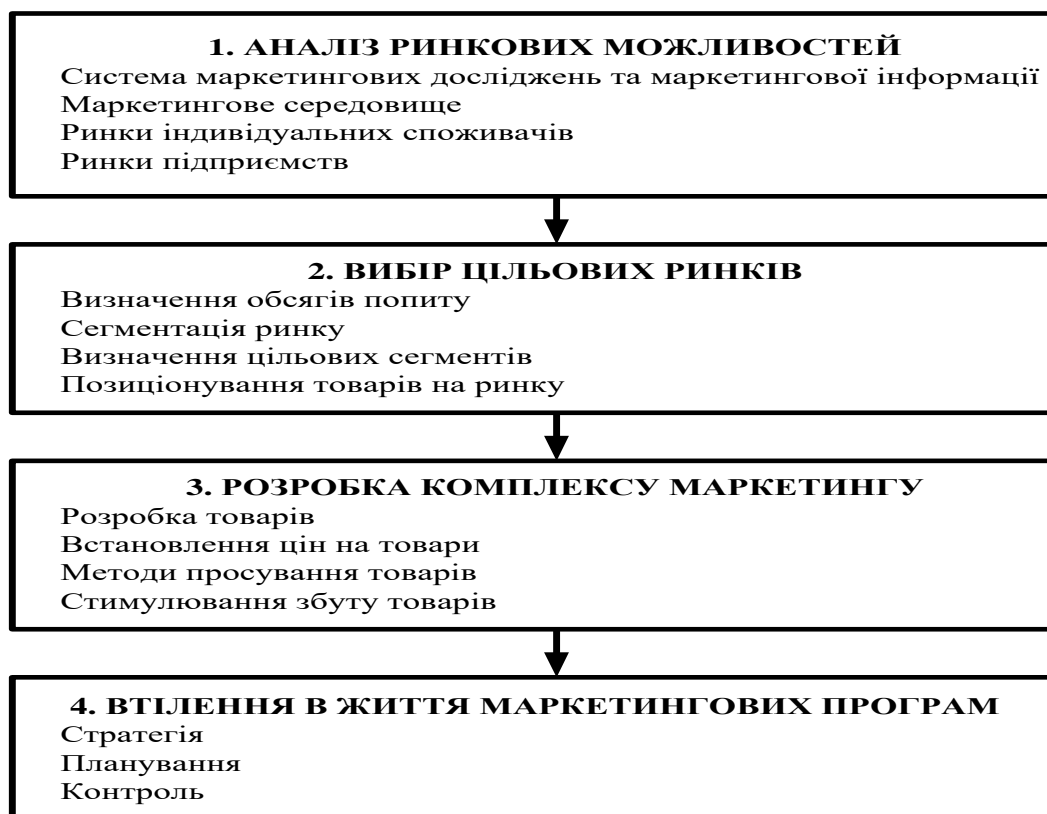 1. АНАЛІЗ РИНКОВИХ МОЖЛИВОСТЕЙ
Система маркетингових досліджень та маркетингової інформації
Маркетингове середовище
Ринки індивідуальних споживачів
Ринки підприємств
2. ВИБІР ЦІЛЬОВИХ РИНКІВ
Визначення обсягів попиту
Сегментація ринку
Визначення цільових сегментів
Позиціонування товарів на ринку
3. РОЗРОБКА КОМПЛЕКСУ МАРКЕТИНГУ
Розробка товарів
Встановлення цін на товари
Методи просування товарів
Стимулювання збуту товарів
4. ВТІЛЕННЯ В ЖИТТЯ МАРКЕТИНГОВИХ ПРОГРАМ
Стратегія
Планування
Контроль